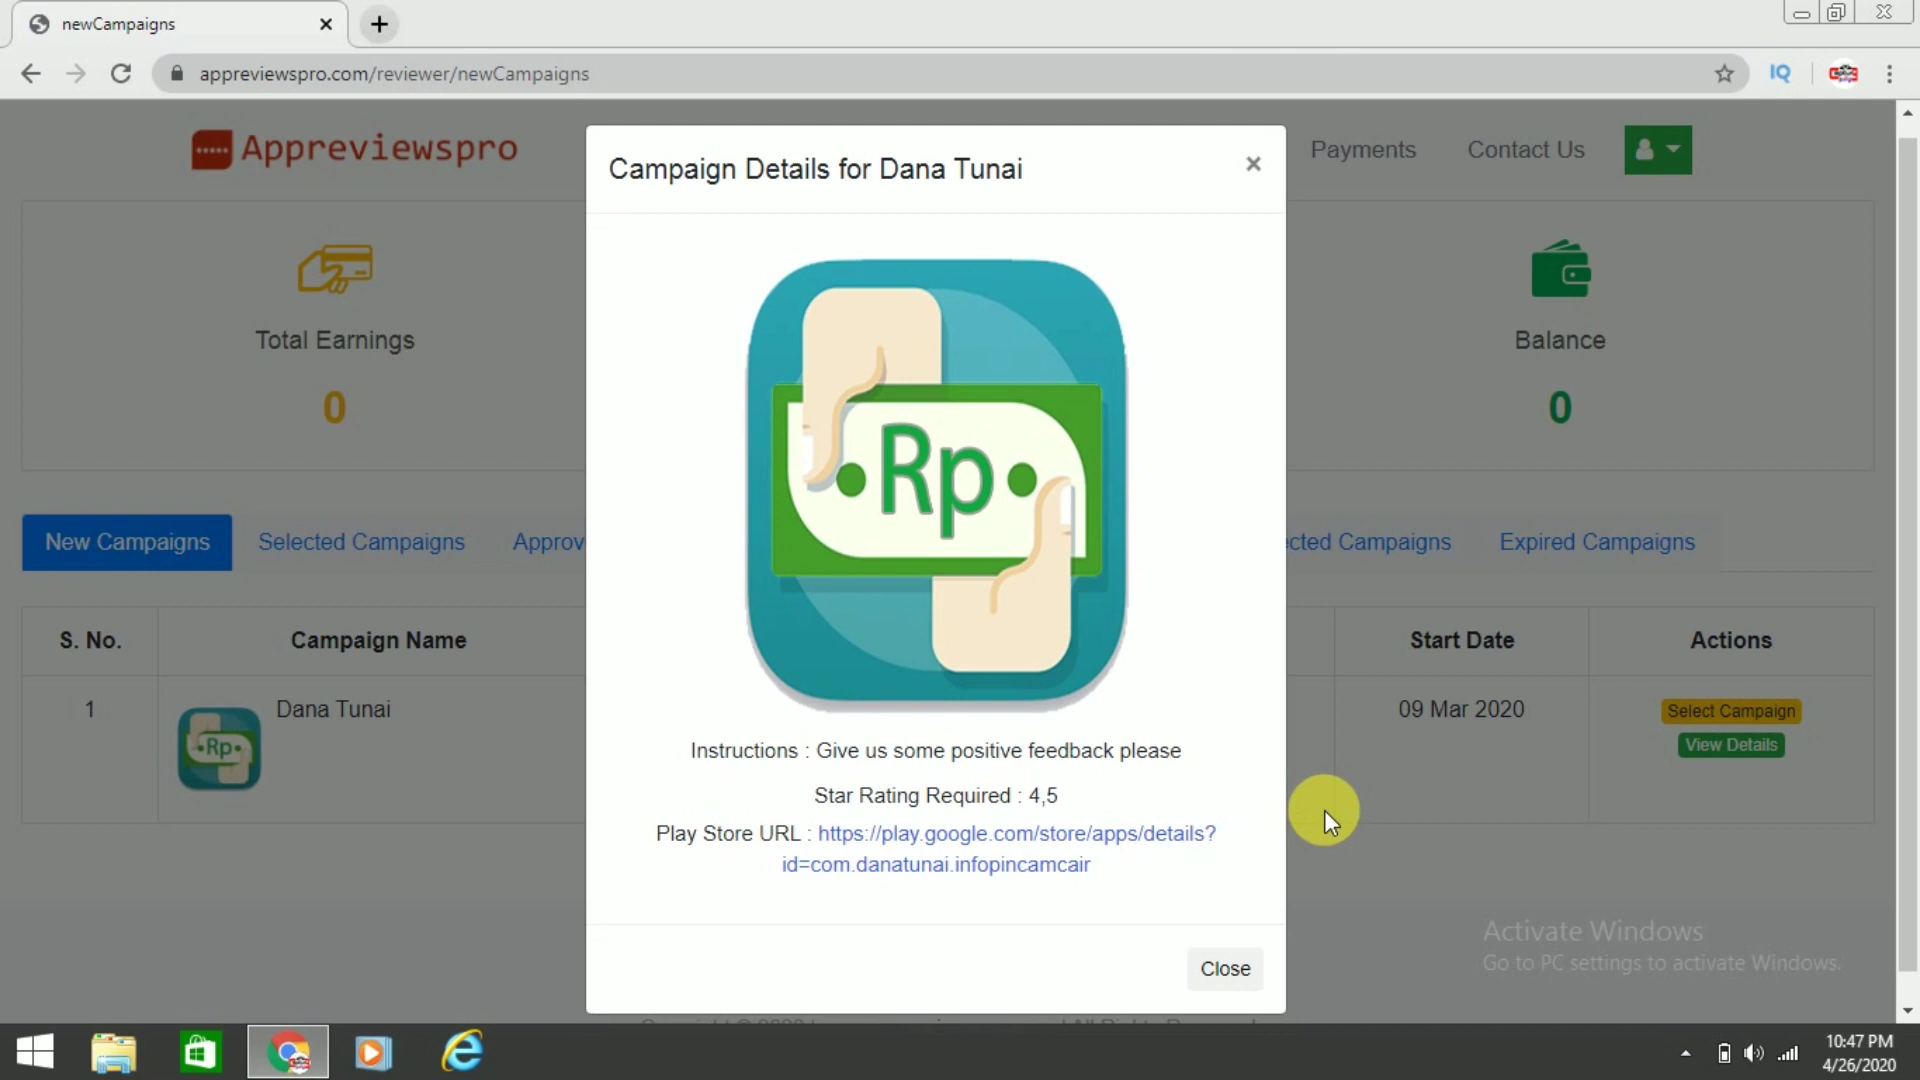 newCampaigns
appreviewspro.com/reviewer/newCampaigns
IQ
Appreviewspro
Payments
Contact Us
Campaign Details for Dana Tunai
Total Earnings
0
Balance
0
Rp
New Campaigns
Selected Campaigns
Approv
cted Campaigns
Expired Campaigns
S. No.
Campaign Name
Start Date
Actions
1
Rp
Dana Tunai
09 Mar 2020
Select Campaign
View Details
Instructions : Give us some positive feedback please
Star Rating Required : 4,5
Play Store URL : https://play.google.com/store/apps/details?
id=com.danatunai.infopincamcair
Close
Activate Windows
Go to PC settings to activate Windows.
10:47 PM
4/26/2020